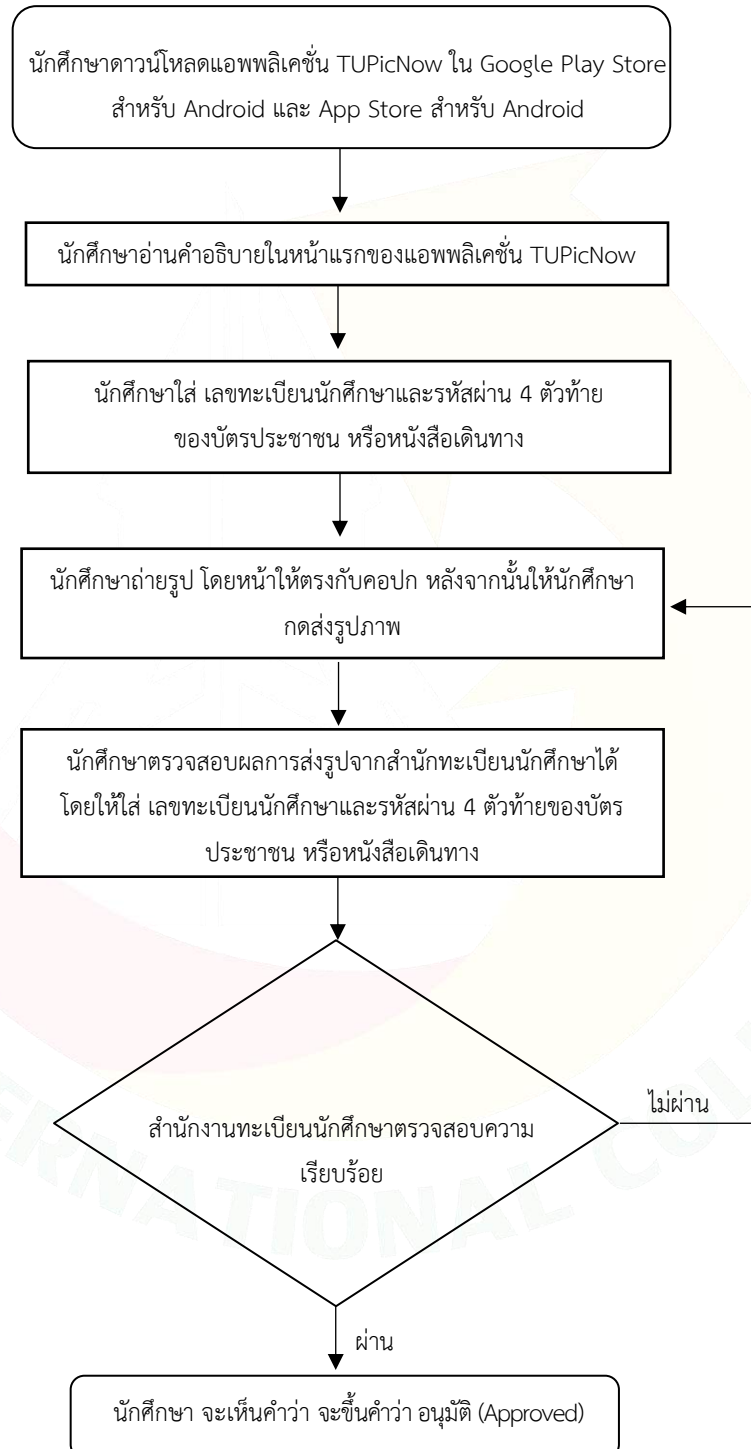 นักศึกษาดาวน์โหลดแอพพลิเคชั่น TUPicNow ใน Google Play Store
สำหรับ Android และ App Store สำหรับ Android
นักศึกษาอ่านคำอธิบายในหน้าแรกของแอพพลิเคชั่น TUPicNow
นักศึกษาใส่ เลขทะเบียนนักศึกษาและรหัสผ่าน 4 ตัวท้าย
ของบัตรประชาชน หรือหนังสือเดินทาง
นักศึกษาถ่ายรูป โดยหน้าให้ตรงกับคอปก หลังจากนั้นให้นักศึกษา
กดส่งรูปภาพ
นักศึกษาตรวจสอบผลการส่งรูปจากสำนักทะเบียนนักศึกษาได้
โดยให้ใส่ เลขทะเบียนนักศึกษาและรหัสผ่าน 4 ตัวท้ายของบัตร
ประชาชน หรือหนังสือเดินทาง
ไม่ผ่าน
สำนักงานทะเบียนนักศึกษาตรวจสอบความ
เรียบร้อย
ผ่าน
นักศึกษา จะเห็นคำว่า จะขึ้นคำว่า อนุมัติ (Approved)